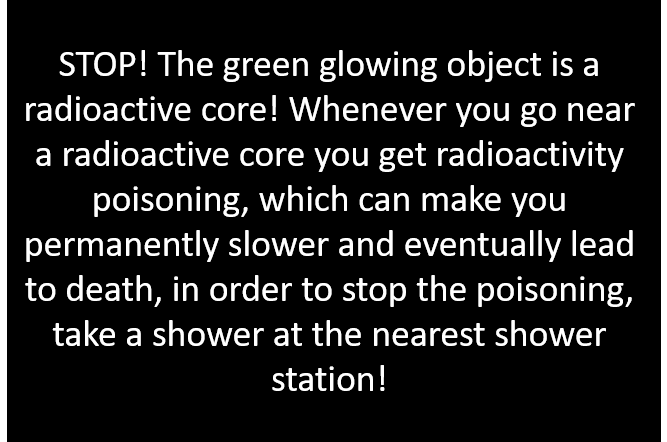 STOP! The green glowing object is a
radioactive core! Whenever you go near
a radioactive core you get radioactivity
poisoning, which can make you
permanently slower and eventually lead
to death, in order to stop the poisoning,
take a shower at the nearest shower
station!